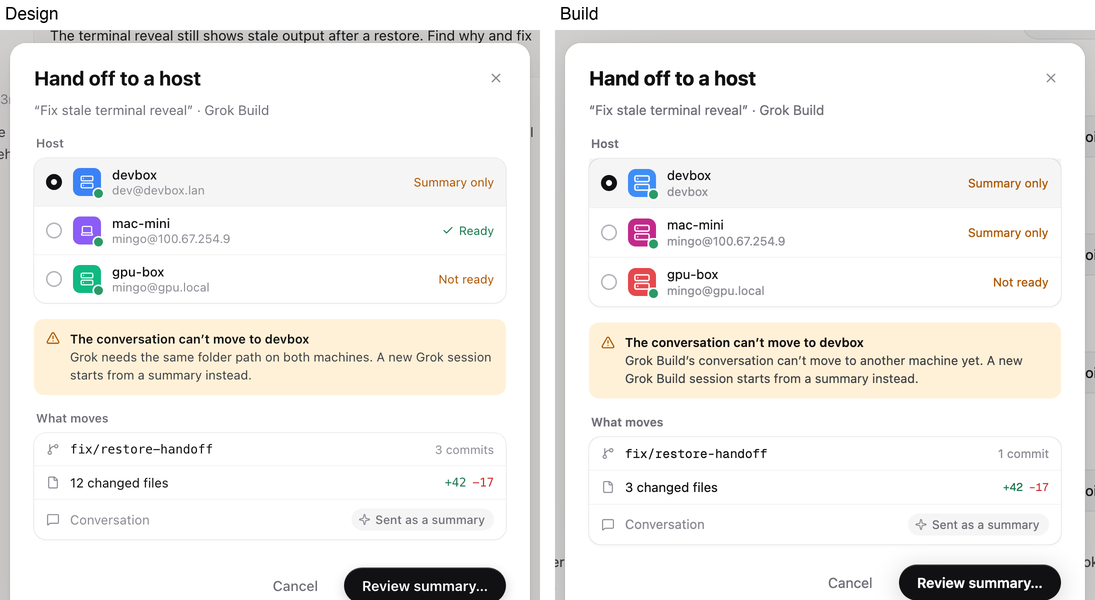 Design
The terminal reveal still shows stale output after a restore. Find why and fix
Hand off to a host
“Fix stale terminal reveal” · Grok Build
Host
devbox
dev@devbox.lan
Summary only
mac-mini
mingo@100.67.254.9
Ready
gpu-box
mingo@gpu.local
Not ready
The conversation can’t move to devbox
Grok needs the same folder path on both machines. A new Grok session
starts from a summary instead.
What moves
fix/restore-handoff
3 commits
12 changed files
+42 −17
Conversation
Sent as a summary
Cancel
Review summary...
Build
Hand off to a host
“Fix stale terminal reveal” · Grok Build
Host
devbox
devbox
Summary only
mac-mini
mingo@100.67.254.9
Summary only
gpu-box
mingo@gpu.local
Not ready
The conversation can’t move to devbox
Grok Build’s conversation can’t move to another machine yet. A new
Grok Build session starts from a summary instead.
What moves
fix/restore-handoff
1 commit
3 changed files
+42 −17
Conversation
Sent as a summary
Cancel
Review summary...